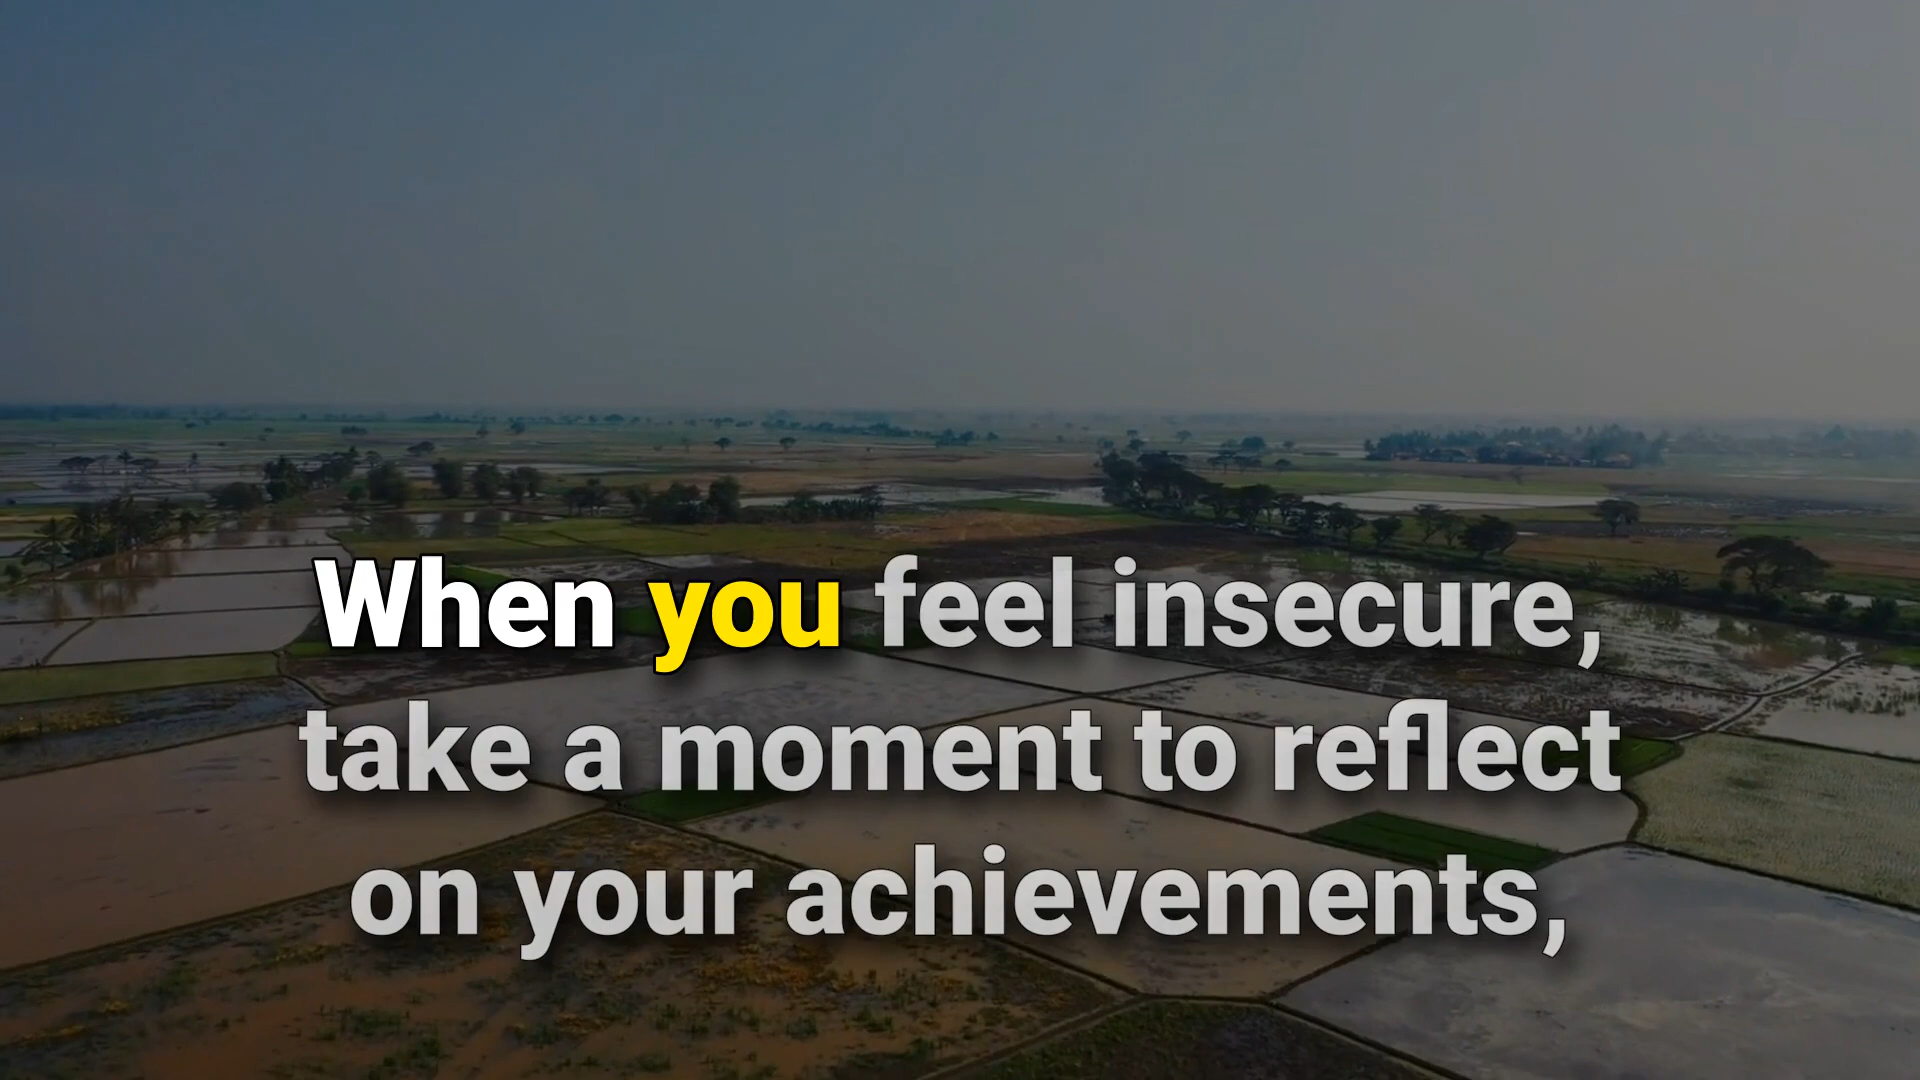 When you feel insecure,
take a moment to reflect
on your achievements,